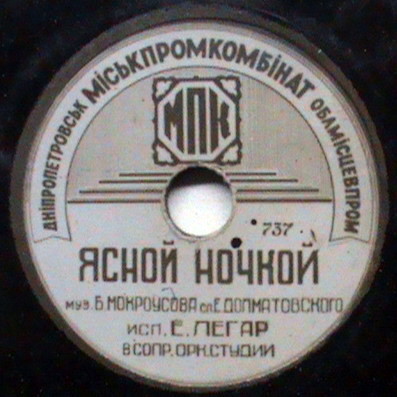 ДНІПРОПЕТРОВСЬК МІСЬКПРОМКОМБІНАТ ОБЛМІСЦЕВПРОМ
МПК
737
ЯСНОЙ НОЧКОЙ
МУЗ. Б. МОКРОУСОВА СЛ. Е. ДОЛМАТОВСКОГО
ИСП. Е. ЛЕГАР
В СОПР. ОРК. СТУДИИ